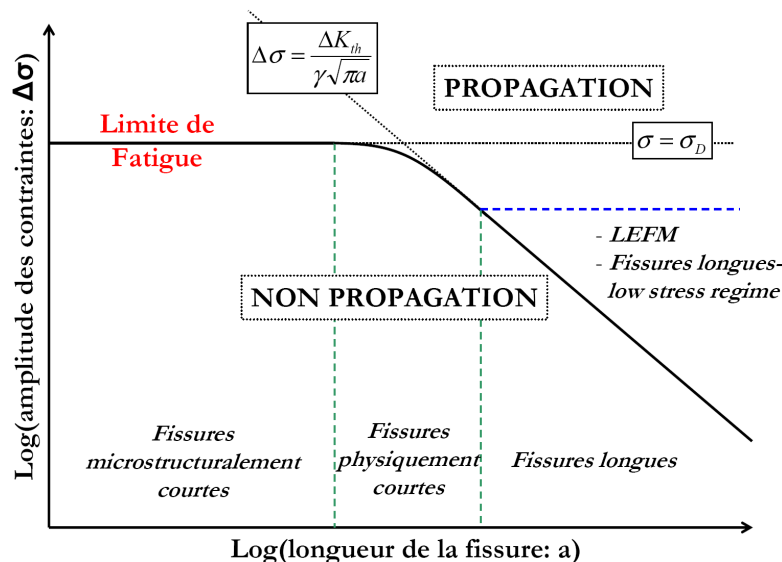 Δσ = ΔK_th / γ√πa
PROPAGATION
Limite de
Fatigue
σ = σ_D
- LEFM
- Fissures longues-
low stress regime
NON PROPAGATION
Log(amplitude des contraintes: Δσ)
Fissures
microstructuralement
courtes
Fissures
physiquement
courtes
Fissures longues
Log(longueur de la fissure: a)